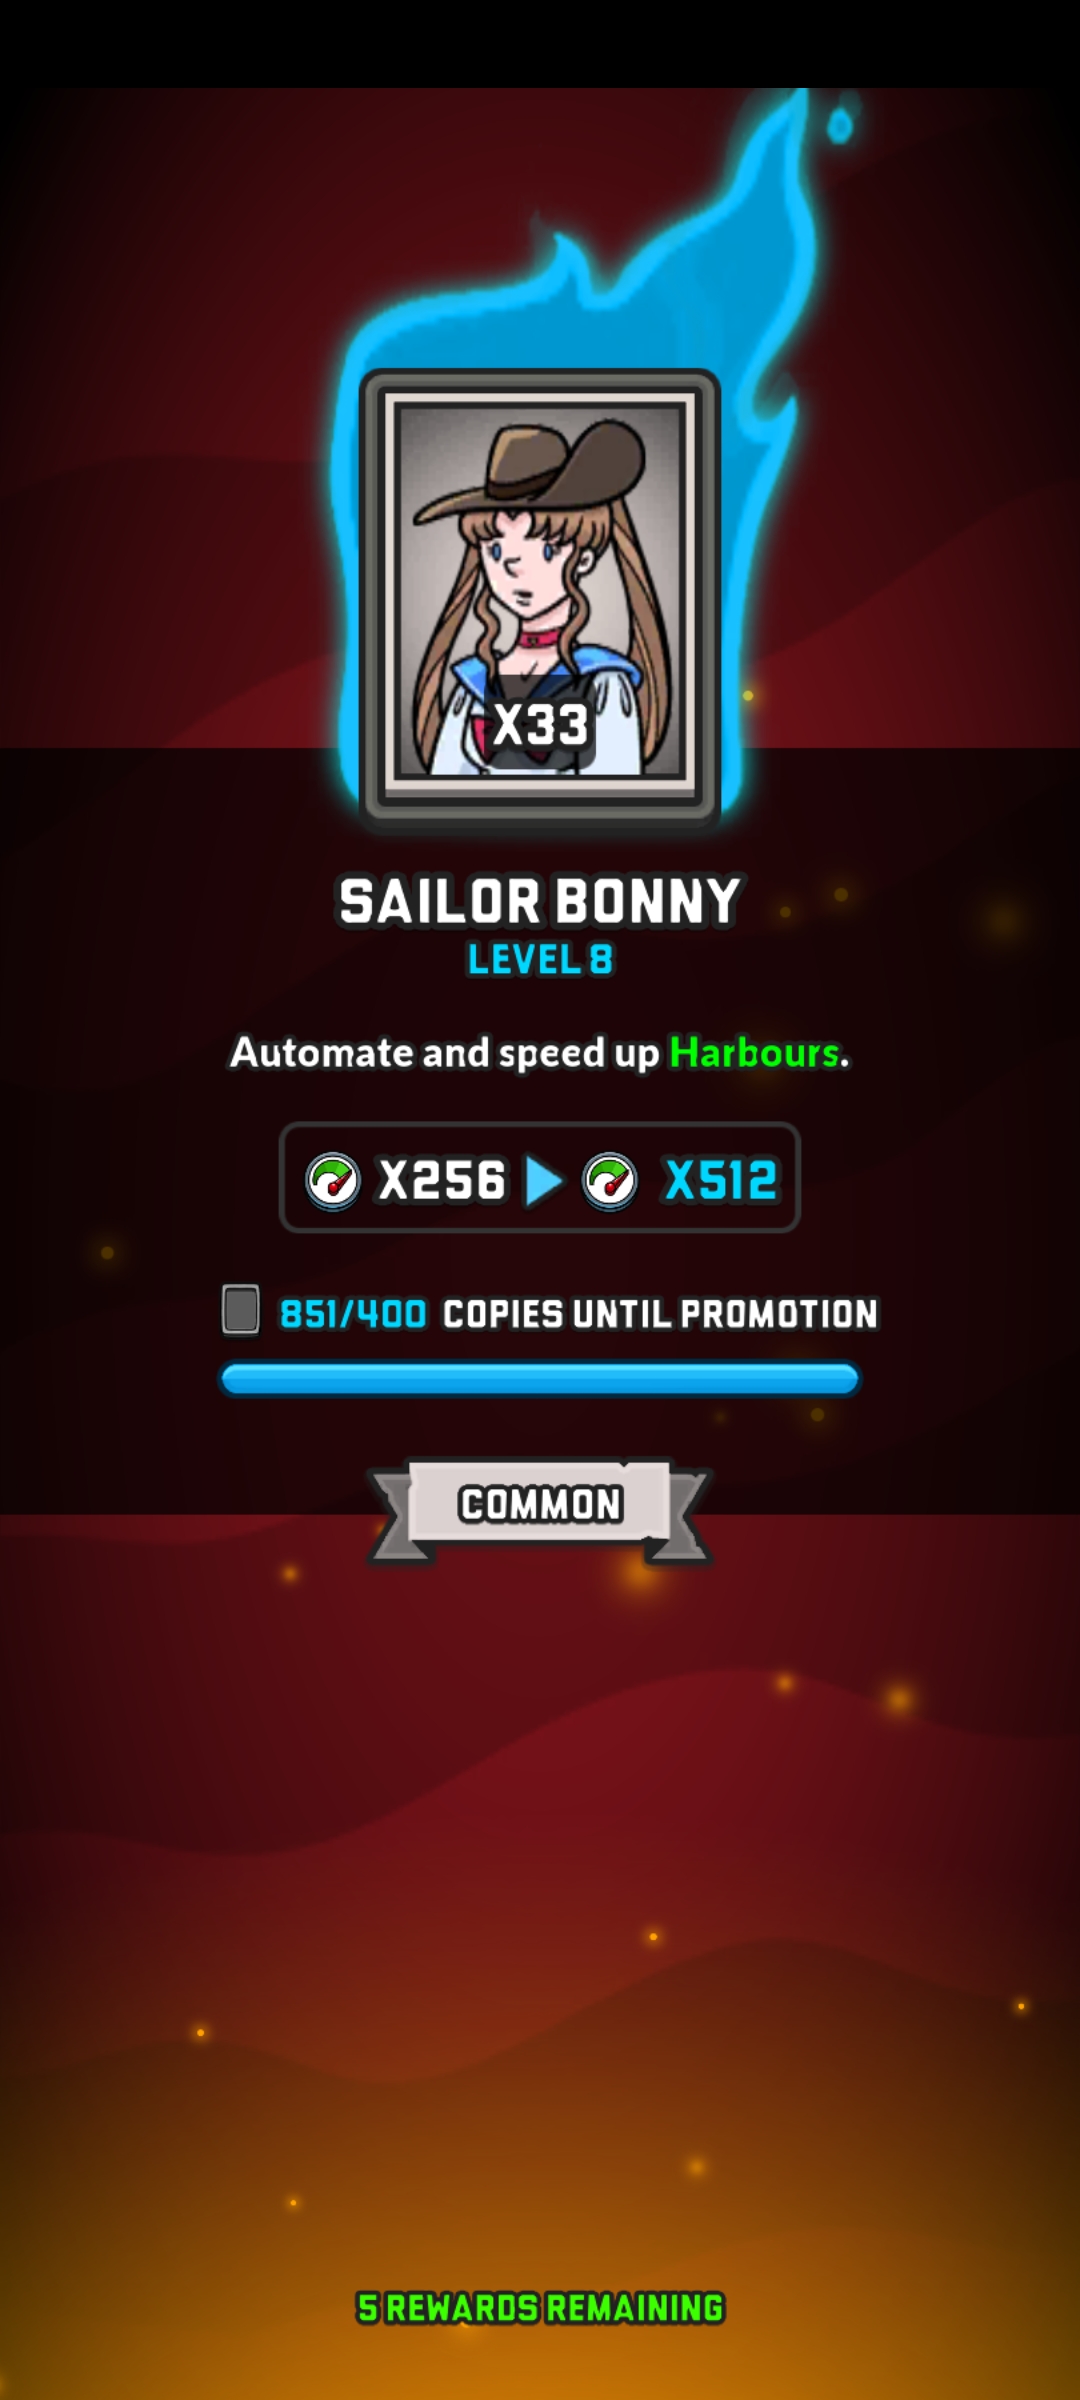 X33
SAILOR BONNY
LEVEL 8
Automate and speed up Harbours.
X256 X512
851/400 COPIES UNTIL PROMOTION
COMMON
5 REWARDS REMAINING